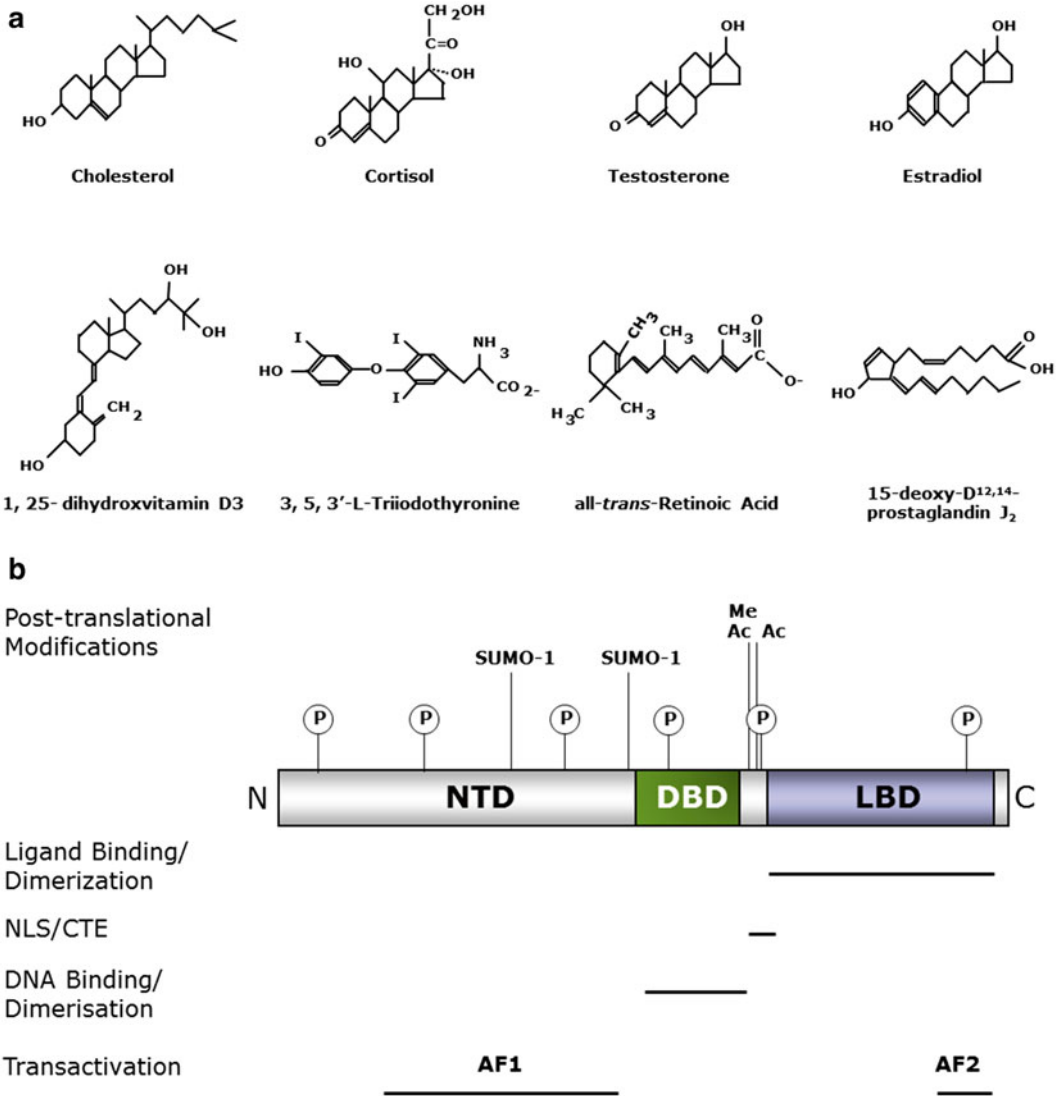 a
CH2OH
C=O
HO
OH
O
HO
Cholesterol
Cortisol
OH
O
Testosterone
OH
HO
Estradiol
OH
OH
CH2
HO
1, 25- dihydroxvitamin D3
I
I
NH3
HO
O
I
CO2-
3, 5, 3'-L-Triiodothyronine
CH3
CH3
CH3
O
C
O-
H3C
CH3
all-trans-Retinoic Acid
O
OH
HO
15-deoxy-D12,14-
prostaglandin J2
b
Post-translational
Modifications
Me
Ac Ac
SUMO-1 SUMO-1
P P P P P P
N NTD DBD LBD C
Ligand Binding/
Dimerization
NLS/CTE
DNA Binding/
Dimerisation
Transactivation AF1 AF2